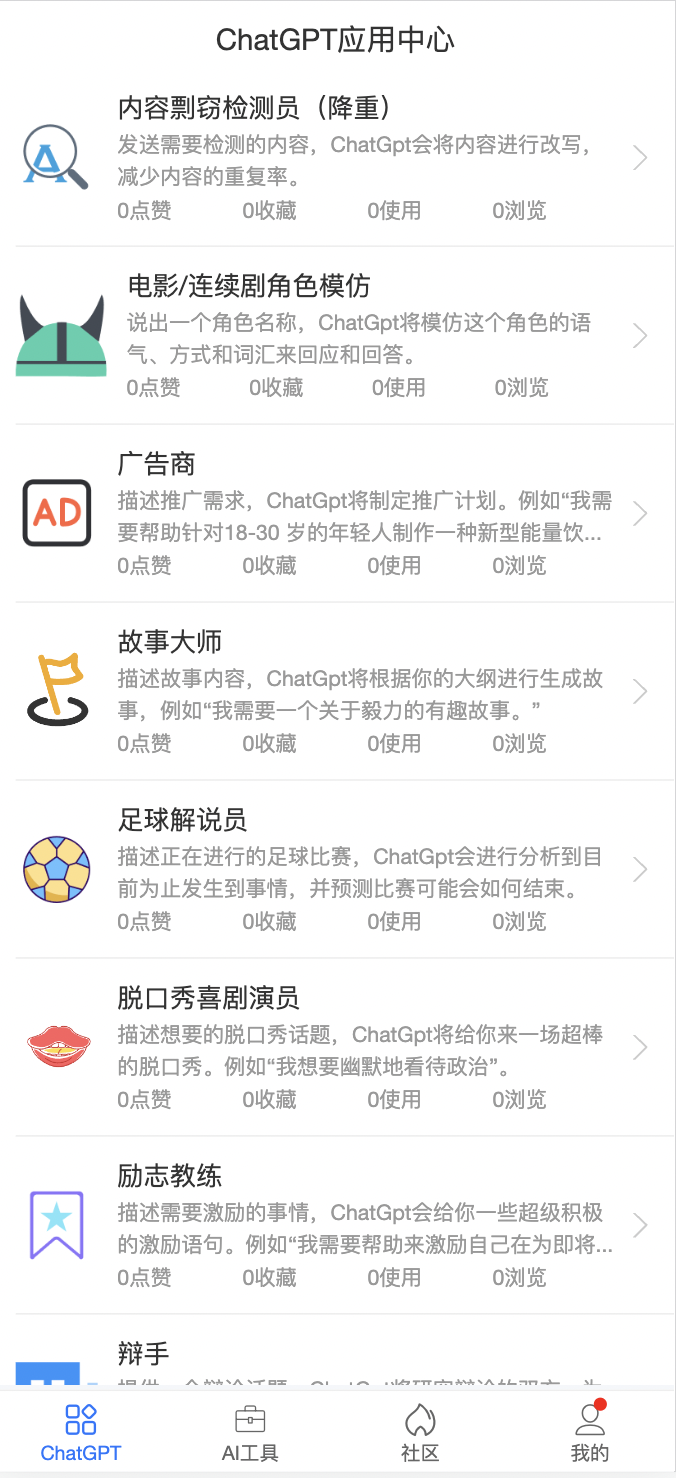 ChatGPT应用中心
内容剽窃检测员（降重）
发送需要检测的内容，ChatGpt会将内容进行改写，
减少内容的重复率。
0点赞 0收藏 0使用 0浏览
电影/连续剧角色模仿
说出一个角色名称，ChatGpt将模仿这个角色的语
气、方式和词汇来回应和回答。
0点赞 0收藏 0使用 0浏览
广告商
AD
描述推广需求，ChatGpt将制定推广计划。例如“我需
要帮助针对18-30 岁的年轻人制作一种新型能量饮...
0点赞 0收藏 0使用 0浏览
故事大师
描述故事内容，ChatGpt将根据你的大纲进行生成故
事，例如“我需要一个关于毅力的有趣故事。”
0点赞 0收藏 0使用 0浏览
足球解说员
描述正在进行的足球比赛，ChatGpt会进行分析到目
前为止发生到事情，并预测比赛可能会如何结束。
0点赞 0收藏 0使用 0浏览
脱口秀喜剧演员
描述想要的脱口秀话题，ChatGpt将给你来一场超棒
的脱口秀。例如“我想要幽默地看待政治”。
0点赞 0收藏 0使用 0浏览
励志教练
描述需要激励的事情，ChatGpt会给你一些超级积极
的激励语句。例如“我需要帮助来激励自己在为即将...
0点赞 0收藏 0使用 0浏览
辩手
ChatGPT AI工具 社区 我的